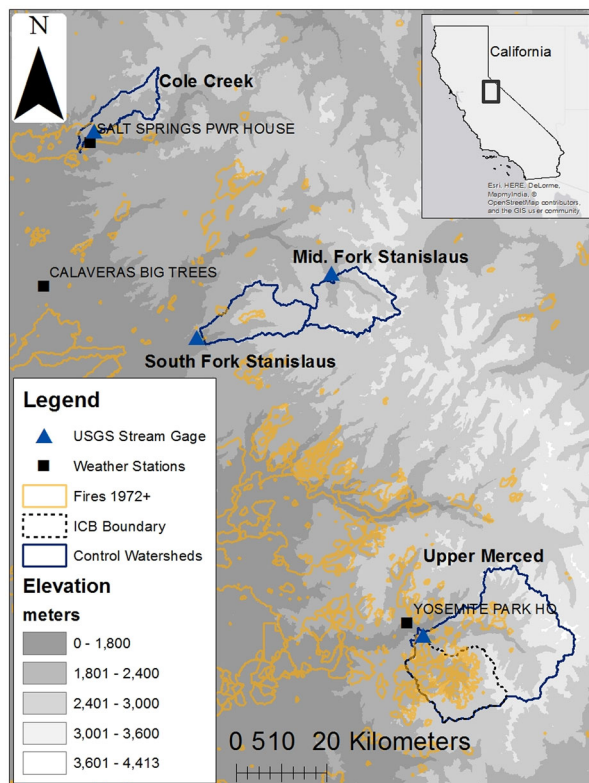 N
Cole Creek
SALT SPRINGS PWR HOUSE
California
Esri, HERE, DeLorme,
MapmyIndia, ©
OpenStreetMap contributors,
and the GIS user community
CALAVERAS BIG TREES
Mid. Fork Stanislaus
South Fork Stanislaus
Legend
USGS Stream Gage
Weather Stations
Fires 1972+
ICB Boundary
Control Watersheds
Elevation
meters
0 - 1,800
1,801 - 2,400
2,401 - 3,000
3,001 - 3,600
3,601 - 4,413
Upper Merced
YOSEMITE PARK HQ
0 510 20 Kilometers